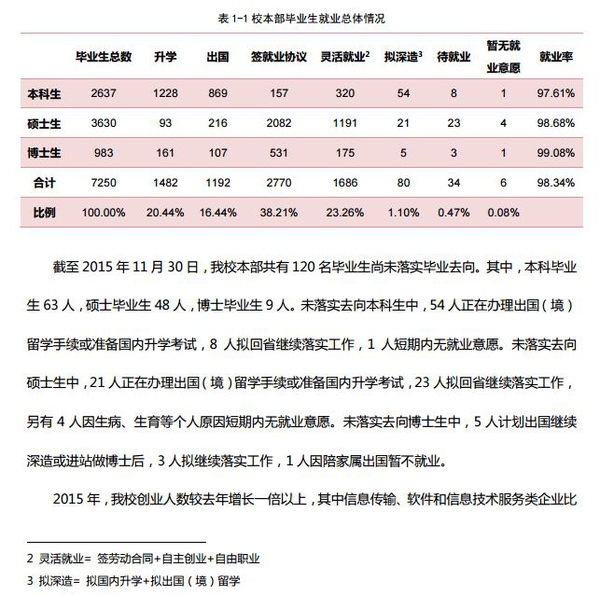 表 1-1 校本部毕业生就业总体情况
毕业生总数 升学 出国 签就业协议 灵活就业2 拟深造3 待就业 暂无就业意愿 就业率
本科生 2637 1228 869 157 320 54 8 1 97.61%
硕士生 3630 93 216 2082 1191 21 23 4 98.68%
博士生 983 161 107 531 175 5 3 1 99.08%
合计 7250 1482 1192 2770 1686 80 34 6 98.34%
比例 100.00% 20.44% 16.44% 38.21% 23.26% 1.10% 0.47% 0.08%
截至 2015 年 11 月 30 日，我校本部共有 120 名毕业生尚未落实毕业去向。其中，本科毕业
生 63 人，硕士毕业生 48 人，博士毕业生 9 人。未落实去向本科生中，54 人正在办理出国（境）
留学手续或准备国内升学考试，8 人拟回省继续落实工作，1 人短期内无就业意愿。未落实去向
硕士生中，21 人正在办理出国（境）留学手续或准备国内升学考试，23 人拟回省继续落实工作，
另有 4 人因生病、生育等个人原因短期内无就业意愿。未落实去向博士生中，5 人计划出国继续
深造或进站做博士后，3 人拟继续落实工作，1 人因陪家属出国暂不就业。
2015 年，我校创业人数较去年增长一倍以上，其中信息传输、软件和信息技术服务类企业比
2 灵活就业= 签劳动合同+自主创业+自由职业
3 拟深造= 拟国内升学+拟出国（境）留学